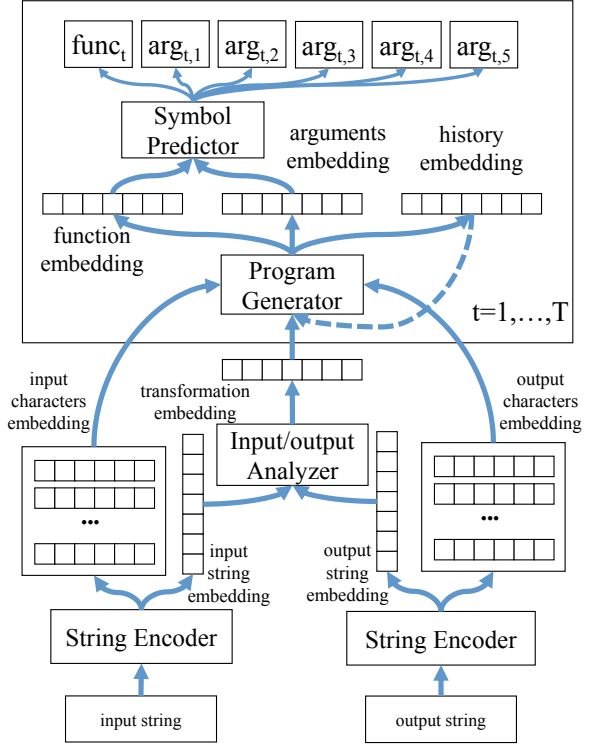 func_t arg_t,1 arg_t,2 arg_t,3 arg_t,4 arg_t,5
Symbol
Predictor
arguments
embedding
history
embedding
function
embedding
Program
Generator
t=1,…,T
input
characters
embedding
transformation
embedding
output
characters
embedding
Input/output
Analyzer
...
...
input
string
embedding
output
string
embedding
String Encoder
String Encoder
input string
output string